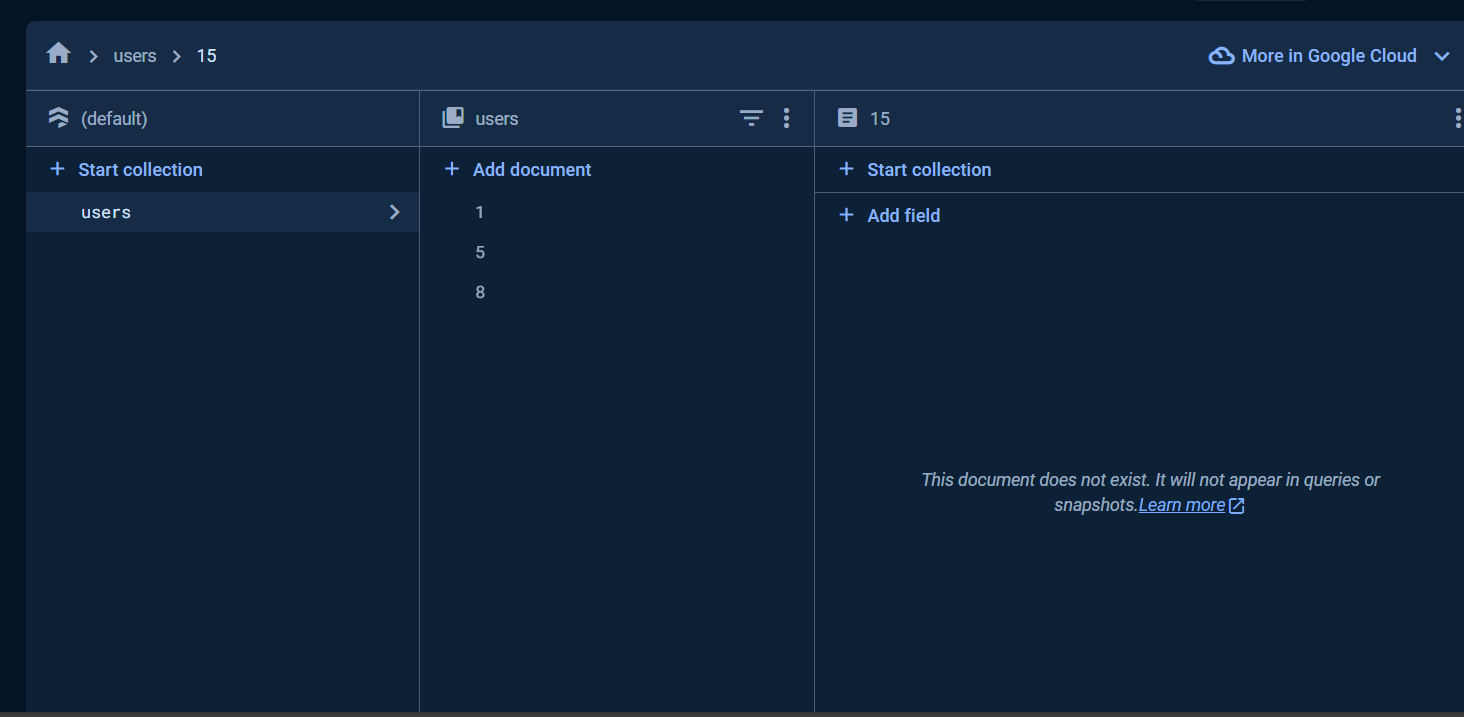 users 15
More in Google Cloud
(default)
users
15
Start collection
Add document
Start collection
users
1
Add field
5
8
This document does not exist. It will not appear in queries or
snapshots.Learn more